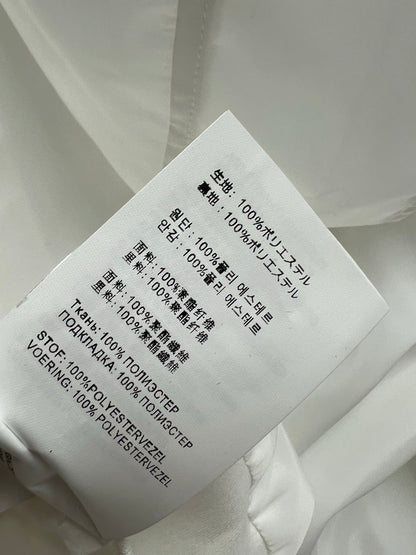 生地: 100%ポリエステル
裏地: 100%ポリエステル
원단: 100%폴리 에스테르
안감: 100%폴리 에스테르
面料: 100%聚酯纤维
里料: 100%聚酯纤维
面料: 100%聚酯纖維
里料: 100%聚酯纖維
Ткань: 100% ПОЛИЭСТЕР
ПОДКЛАДКА: 100% ПОЛИЭСТЕР
STOF: 100%POLYESTERVEZEL
VOERING: 100% POLYESTERVEZEL